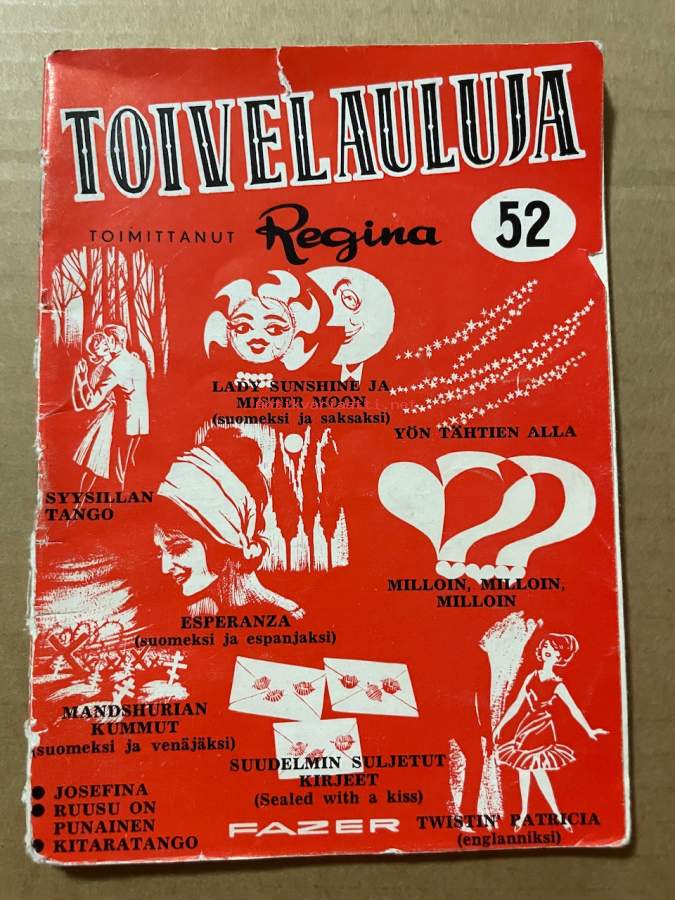 TOIVELAULUJA
TOIMITTANUT Regina 52
LADY SUNSHINE JA
MISTER MOON
(suomeksi ja saksaksi)
YÖN TÄHTIEN ALLA
SYYSILLAN
TANGO
MILLOIN, MILLOIN,
MILLOIN
ESPERANZA
(suomeksi ja espanjaksi)
MANDSHURIAN
KUMMUT
(suomeksi ja venäjäksi)
SUUDELMIN SULJETUT
KIRJEET
(Sealed with a kiss)
● JOSEFINA
● RUUSU ON
PUNAINEN
● KITARATANGO
FAZER
TWISTIN' PATRICIA
(englanniksi)